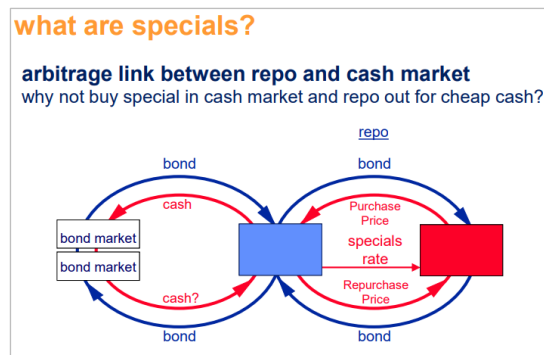 what are specials?
arbitrage link between repo and cash market
why not buy special in cash market and repo out for cheap cash?
repo
bond
bond
cash
Purchase
Price
bond market
specials
rate
bond market
cash?
Repurchase
Price
bond
bond